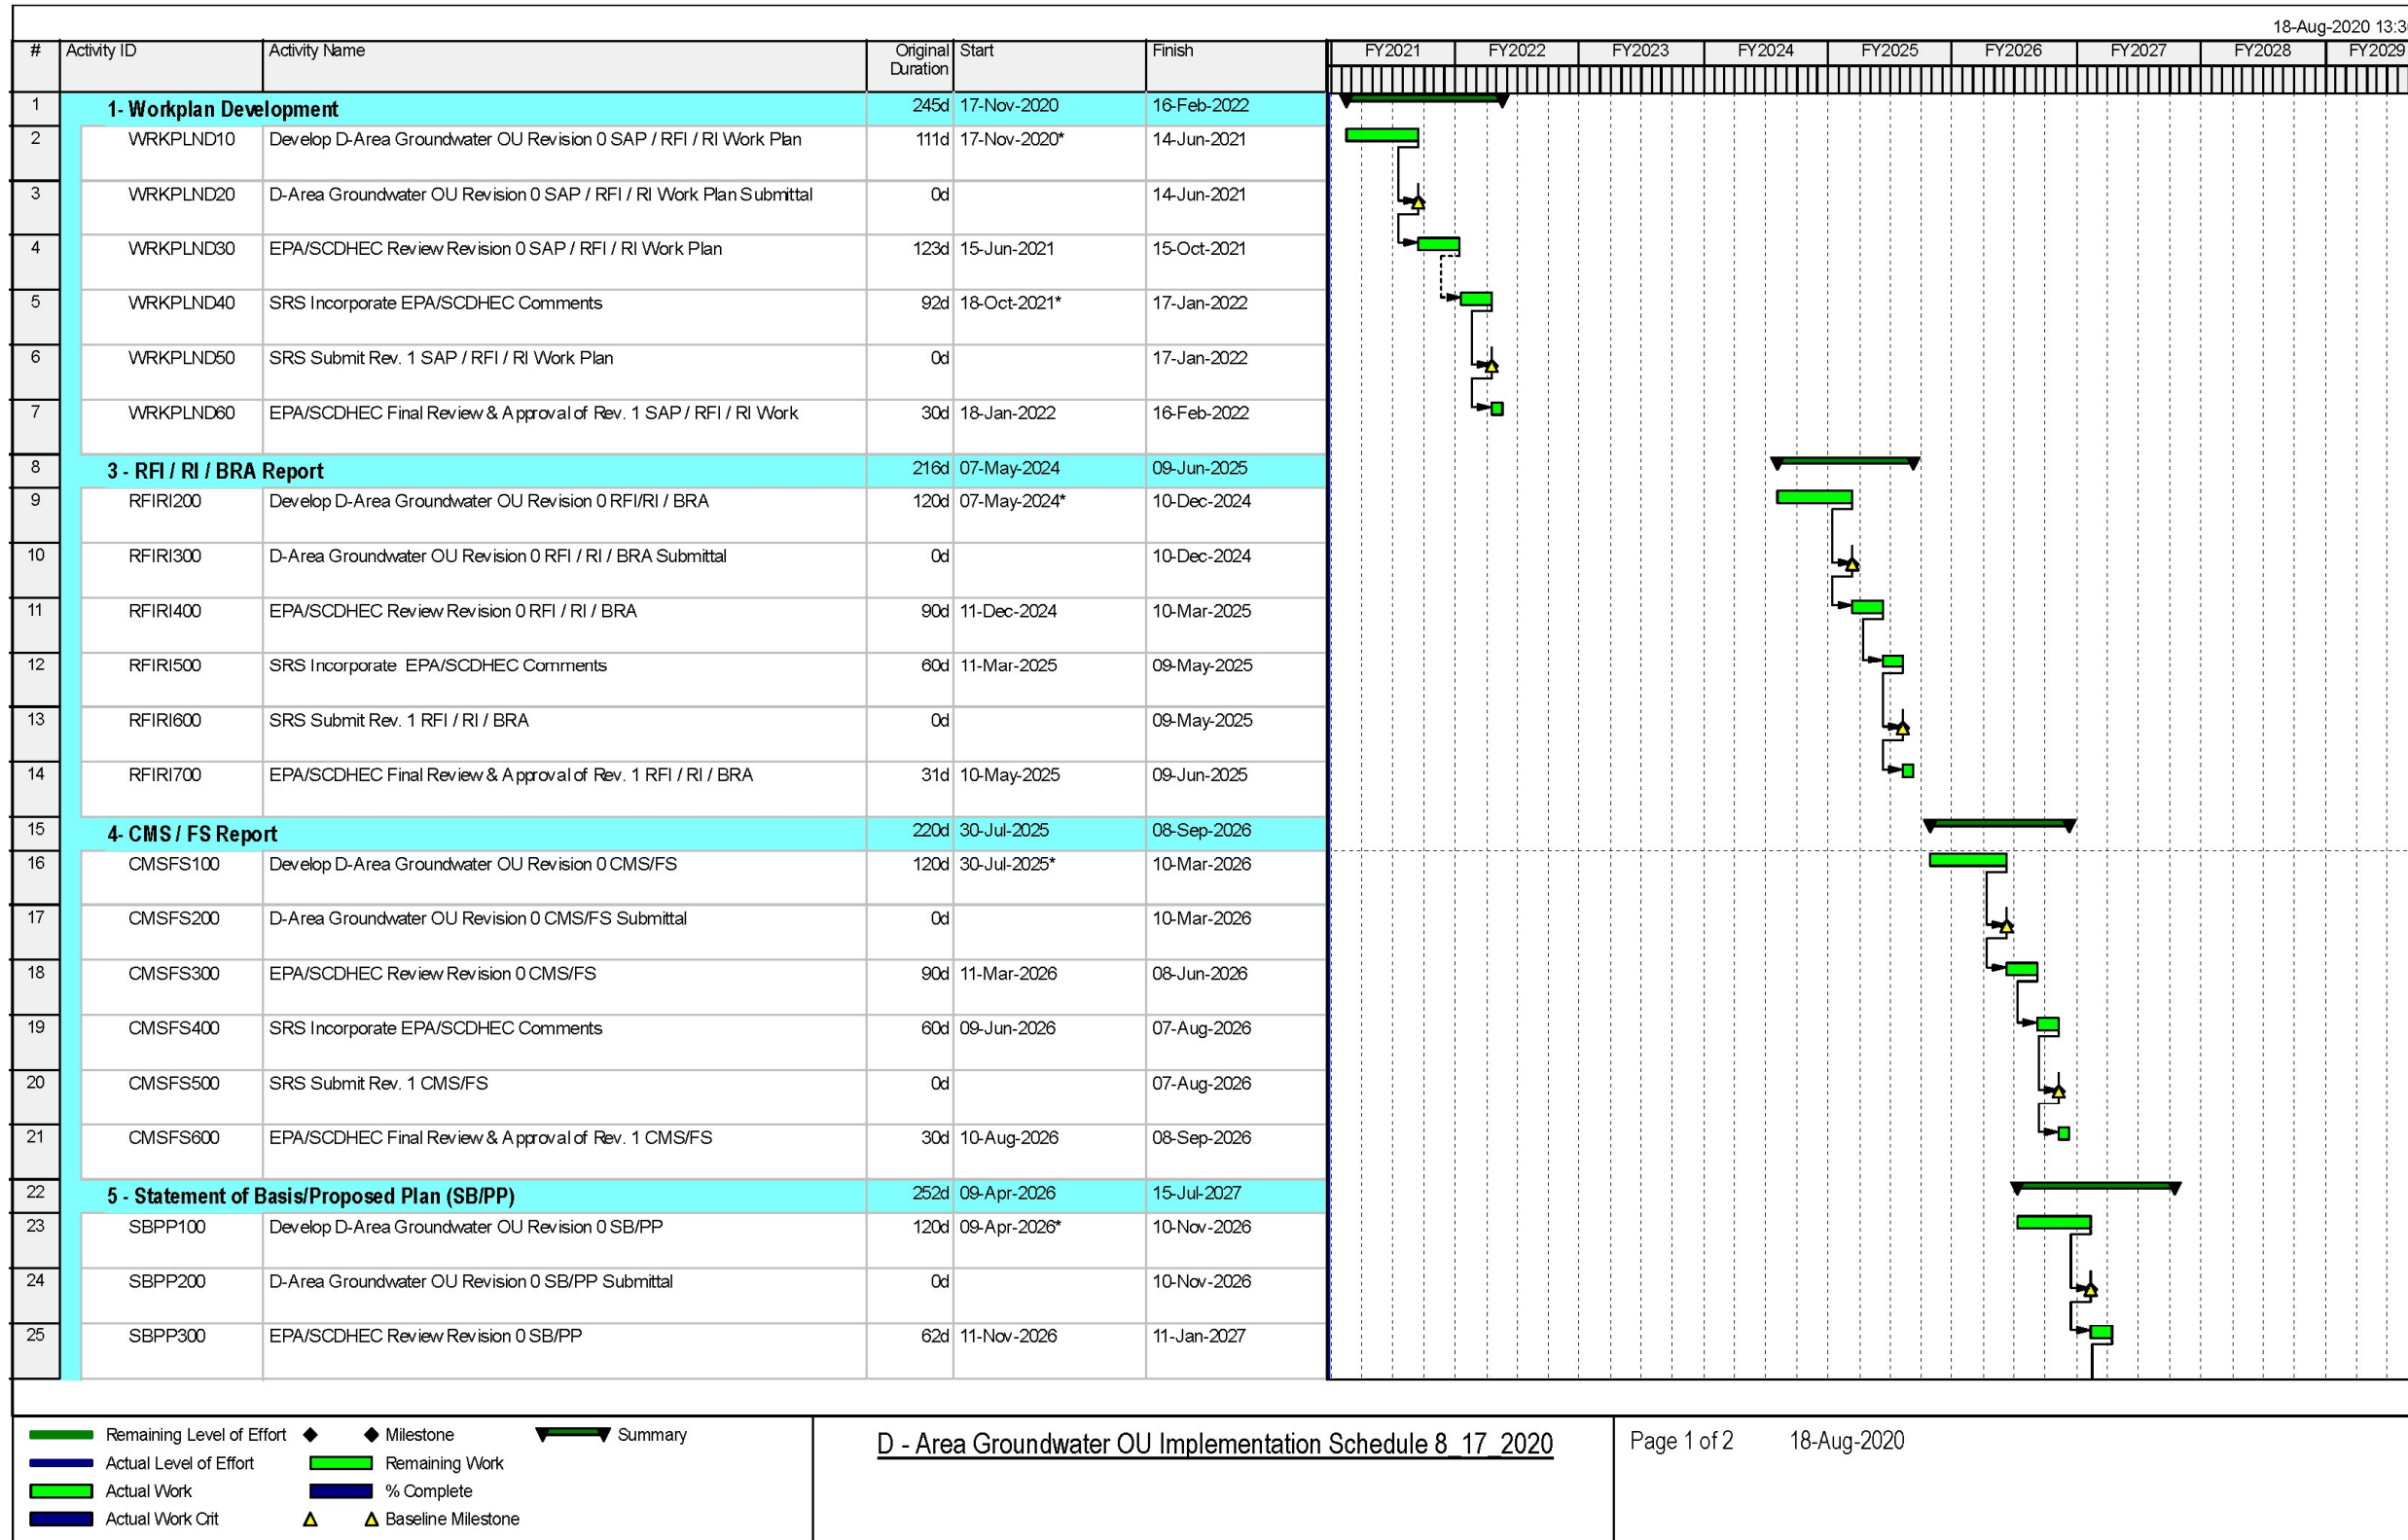 18-Aug-2020 13:3
# Activity ID Activity Name Original Duration Start Finish FY2021 FY2022 FY2023 FY2024 FY2025 FY2026 FY2027 FY2028 FY2029
1 1- Workplan Development 245d 17-Nov-2020 16-Feb-2022
2 WRKPLND10 Develop D-Area Groundwater OU Revision 0 SAP / RFI / RI Work Plan 111d 17-Nov-2020* 14-Jun-2021
3 WRKPLND20 D-Area Groundwater OU Revision 0 SAP / RFI / RI Work Plan Submittal 0d 14-Jun-2021
4 WRKPLND30 EPA/SCDHEC Review Revision 0 SAP / RFI / RI Work Plan 123d 15-Jun-2021 15-Oct-2021
5 WRKPLND40 SRS Incorporate EPA/SCDHEC Comments 92d 18-Oct-2021* 17-Jan-2022
6 WRKPLND50 SRS Submit Rev. 1 SAP / RFI / RI Work Plan 0d 17-Jan-2022
7 WRKPLND60 EPA/SCDHEC Final Review & Approval of Rev. 1 SAP / RFI / RI Work 30d 18-Jan-2022 16-Feb-2022
8 3 - RFI / RI / BRA Report 216d 07-May-2024 09-Jun-2025
9 RFIRI200 Develop D-Area Groundwater OU Revision 0 RFI/RI / BRA 120d 07-May-2024* 10-Dec-2024
10 RFIRI300 D-Area Groundwater OU Revision 0 RFI / RI / BRA Submittal 0d 10-Dec-2024
11 RFIRI400 EPA/SCDHEC Review Revision 0 RFI / RI / BRA 90d 11-Dec-2024 10-Mar-2025
12 RFIRI500 SRS Incorporate EPA/SCDHEC Comments 60d 11-Mar-2025 09-May-2025
13 RFIRI600 SRS Submit Rev. 1 RFI / RI / BRA 0d 09-May-2025
14 RFIRI700 EPA/SCDHEC Final Review & Approval of Rev. 1 RFI / RI / BRA 31d 10-May-2025 09-Jun-2025
15 4- CMS / FS Report 220d 30-Jul-2025 08-Sep-2026
16 CMSFS100 Develop D-Area Groundwater OU Revision 0 CMS/FS 120d 30-Jul-2025* 10-Mar-2026
17 CMSFS200 D-Area Groundwater OU Revision 0 CMS/FS Submittal 0d 10-Mar-2026
18 CMSFS300 EPA/SCDHEC Review Revision 0 CMS/FS 90d 11-Mar-2026 08-Jun-2026
19 CMSFS400 SRS Incorporate EPA/SCDHEC Comments 60d 09-Jun-2026 07-Aug-2026
20 CMSFS500 SRS Submit Rev. 1 CMS/FS 0d 07-Aug-2026
21 CMSFS600 EPA/SCDHEC Final Review & Approval of Rev. 1 CMS/FS 30d 10-Aug-2026 08-Sep-2026
22 5 - Statement of Basis/Proposed Plan (SB/PP) 252d 09-Apr-2026 15-Jul-2027
23 SBPP100 Develop D-Area Groundwater OU Revision 0 SB/PP 120d 09-Apr-2026* 10-Nov-2026
24 SBPP200 D-Area Groundwater OU Revision 0 SB/PP Submittal 0d 10-Nov-2026
25 SBPP300 EPA/SCDHEC Review Revision 0 SB/PP 62d 11-Nov-2026 11-Jan-2027
Remaining Level of Effort Milestone Summary
Actual Level of Effort Remaining Work
Actual Work % Complete
Actual Work Crit Baseline Milestone
D - Area Groundwater OU Implementation Schedule 8_17_2020
Page 1 of 2 18-Aug-2020